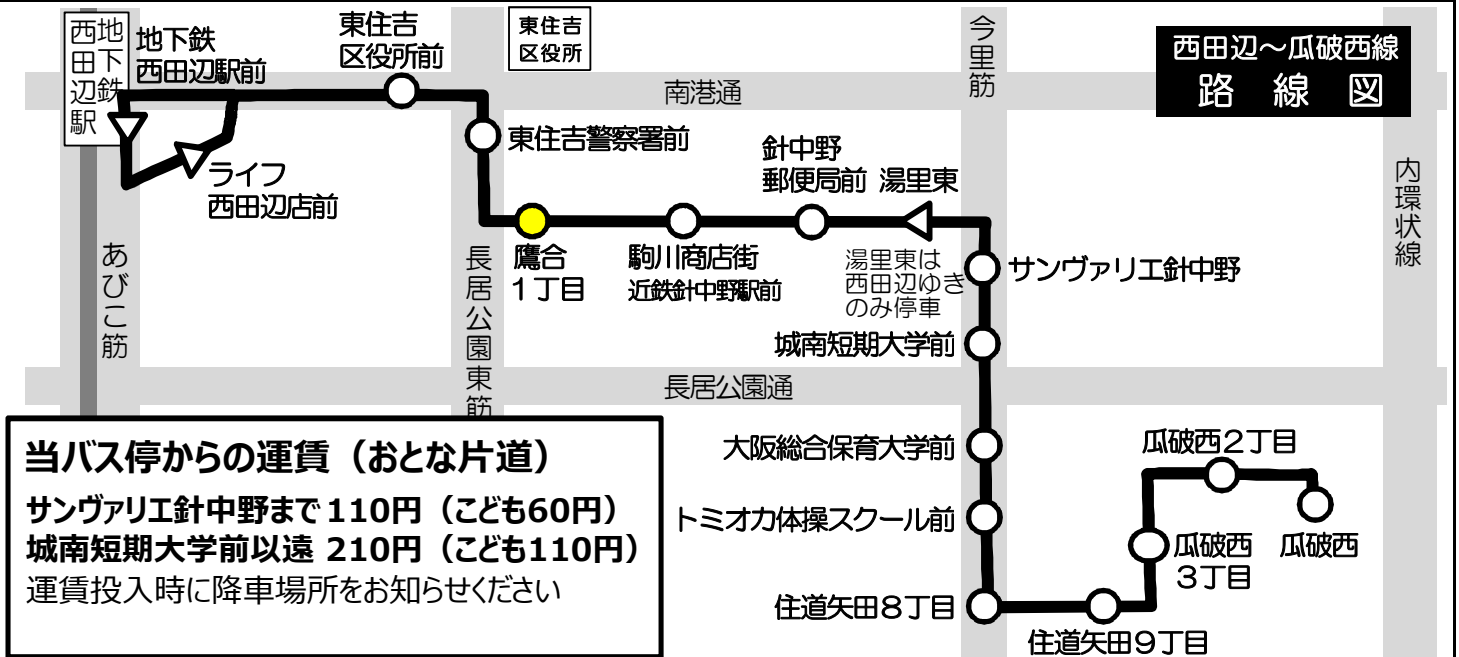 地下鉄
西田辺駅
地下鉄
西田辺駅前
東住吉
区役所前
東住吉
区役所
今里筋
西田辺～瓜破西線
路線図
南港通
東住吉警察署前
ライフ
西田辺店前
針中野
郵便局前
湯里東
内環状線
あびこ筋
長居公園東筋
鷹合
1丁目
駒川商店街
近鉄針中野駅前
湯里東は
西田辺ゆき
のみ停車
サンヴァリエ針中野
城南短期大学前
長居公園通
当バス停からの運賃（おとな片道）
サンヴァリエ針中野まで 110円（こども60円）
城南短期大学前以遠 210円（こども110円）
運賃投入時に降車場所をお知らせください
大阪総合保育大学前
トミオカ体操スクール前
住道矢田8丁目
住道矢田9丁目
瓜破西2丁目
瓜破西
3丁目
瓜破西